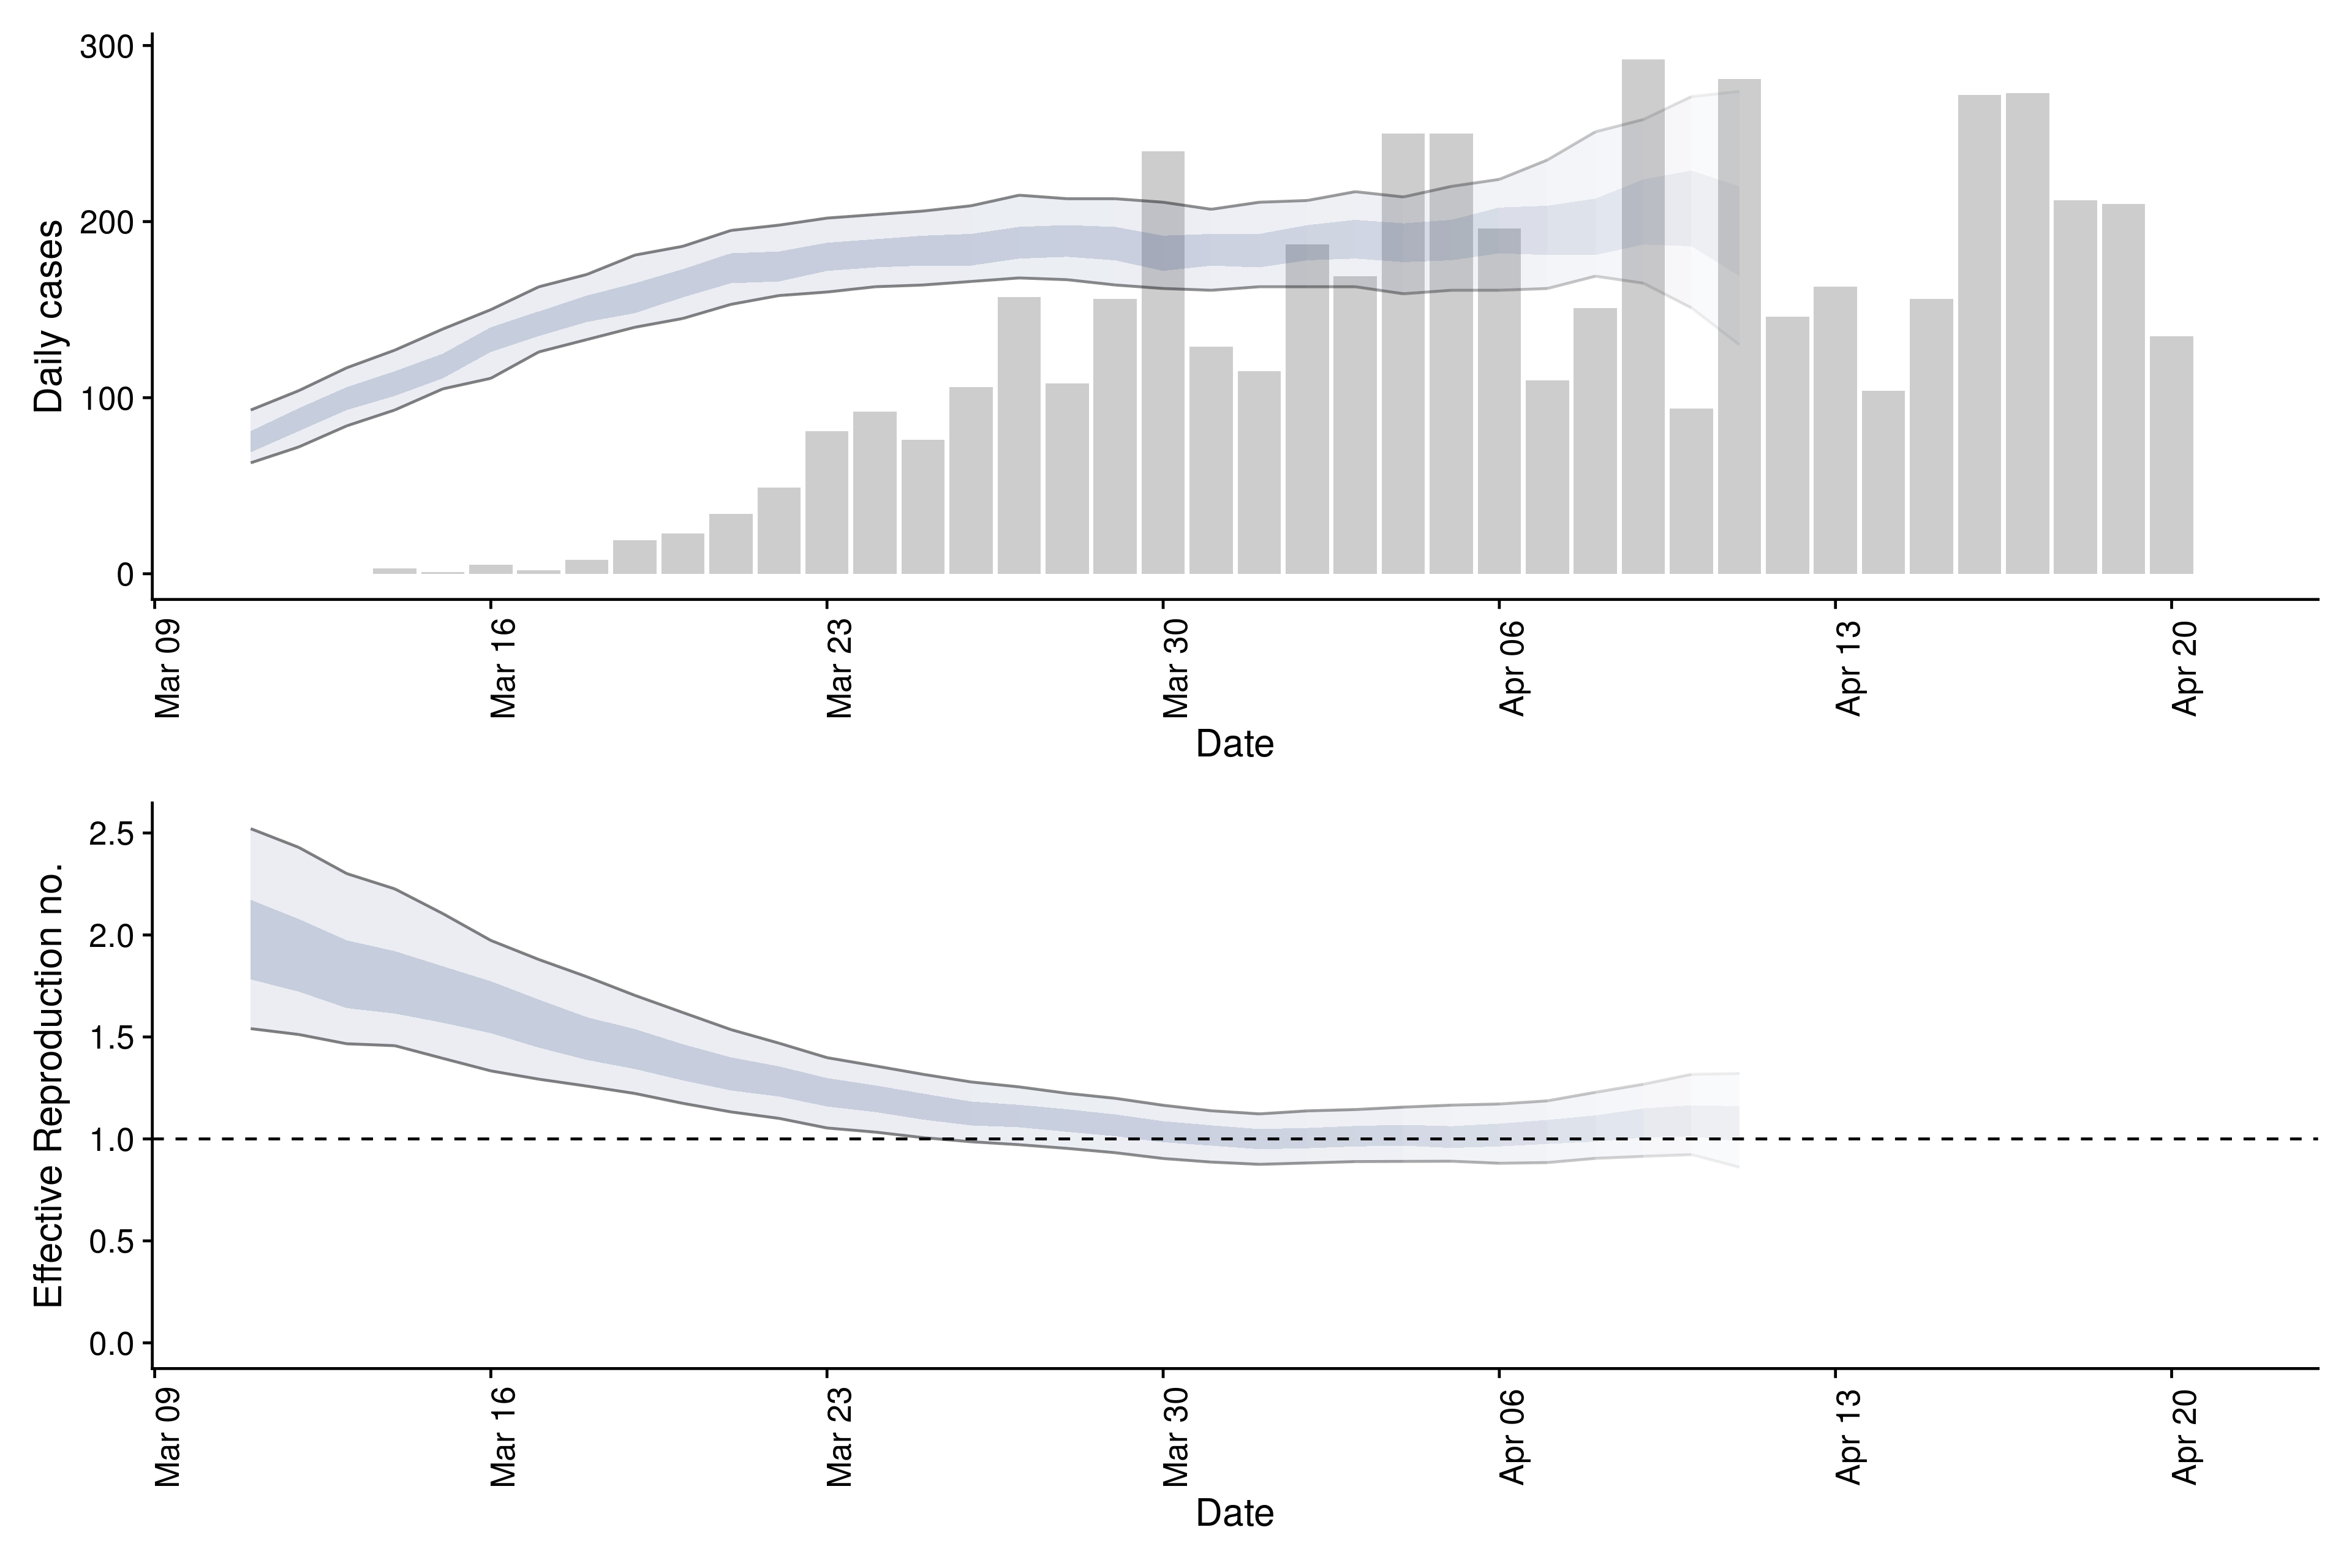 300
200
100
0
Daily cases
Mar 09
Mar 16
Mar 23
Mar 30
Apr 06
Apr 13
Apr 20
Date
2.5
2.0
1.5
1.0
0.5
0.0
Effective Reproduction no.
Mar 09
Mar 16
Mar 23
Mar 30
Apr 06
Apr 13
Apr 20
Date